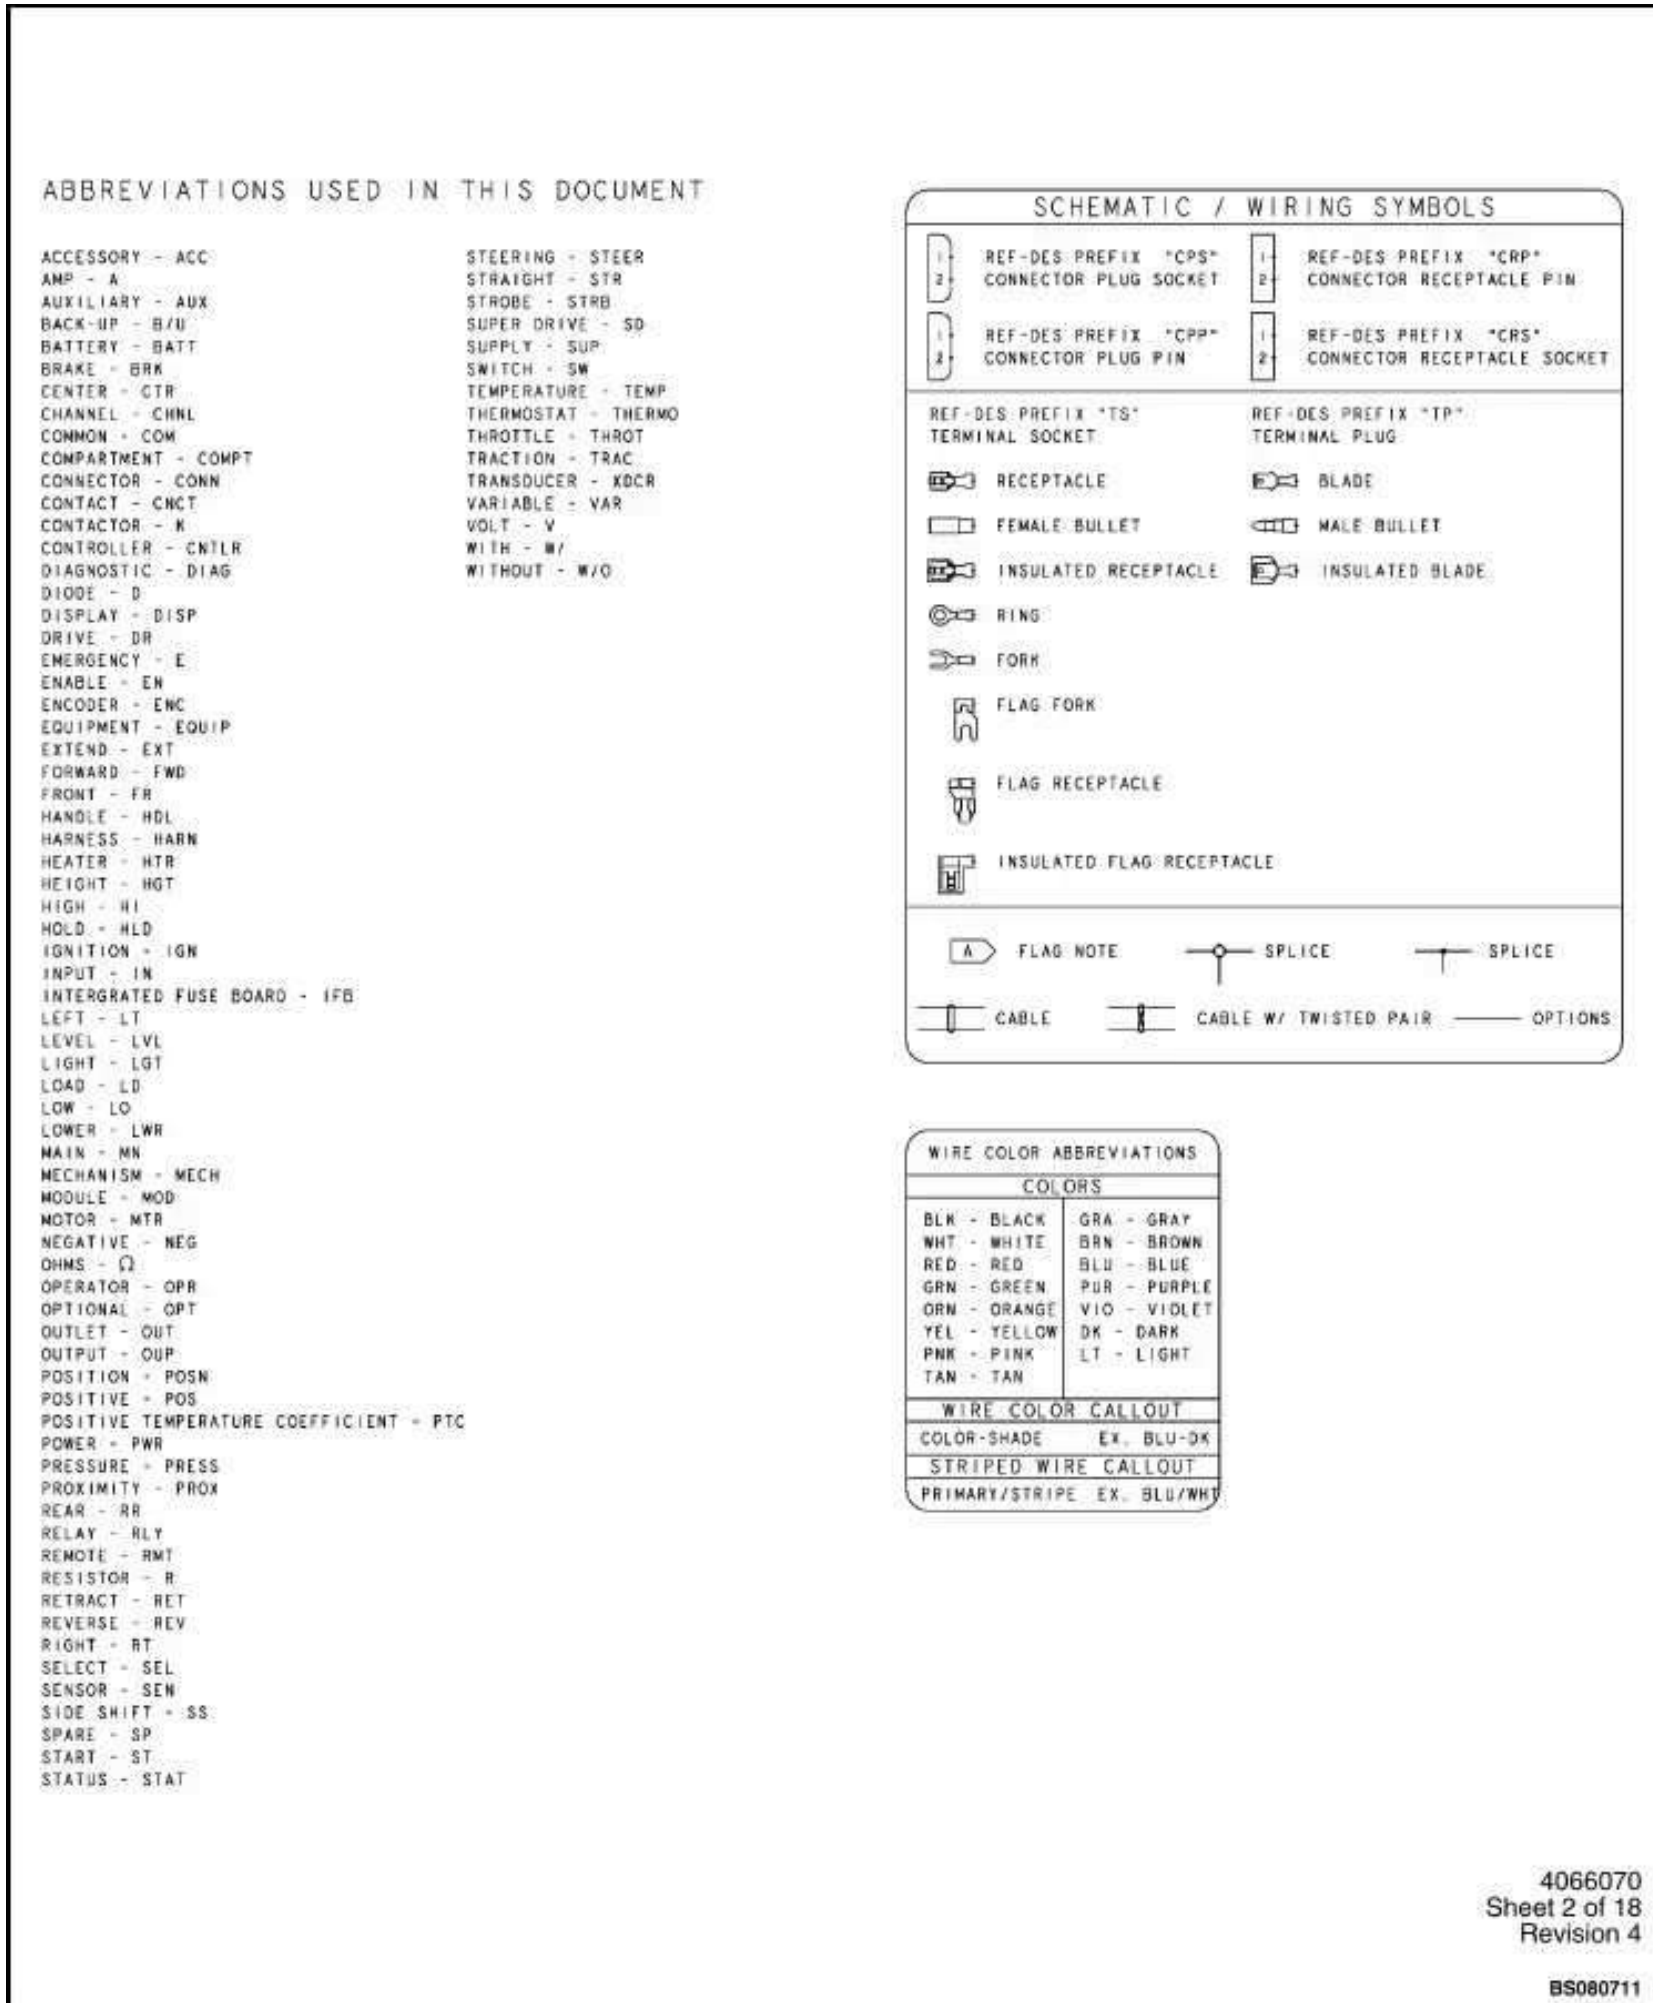 ABBREVIATIONS USED IN THIS DOCUMENT
ACCESSORY - ACC
AMP - A
AUXILIARY - AUX
BACK-UP - B/U
BATTERY - BATT
BRAKE - BRK
CENTER - CTR
CHANNEL - CHNL
COMMON - COM
COMPARTMENT - COMPT
CONNECTOR - CONN
CONTACT - CNCT
CONTACTOR - K
CONTROLLER - CNTLR
DIAGNOSTIC - DIAG
DIODE - D
DISPLAY - DISP
DRIVE - DR
EMERGENCY - E
ENABLE - EN
ENCODER - ENC
EQUIPMENT - EQUIP
EXTEND - EXT
FORWARD - FWD
FRONT - FR
HANDLE - HDL
HARNESS - HARN
HEATER - HTR
HEIGHT - HGT
HIGH - HI
HOLD - HLD
IGNITION - IGN
INPUT - IN
INTERGRATED FUSE BOARD - IFB
LEFT - LT
LEVEL - LVL
LIGHT - LGT
LOAD - LD
LOW - LO
LOWER - LWR
MAIN - MN
MECHANISM - MECH
MODULE - MOD
MOTOR - MTR
NEGATIVE - NEG
OHMS - Ω
OPERATOR - OPR
OPTIONAL - OPT
OUTLET - OUT
OUTPUT - OUP
POSITION - POSN
POSITIVE - POS
POSITIVE TEMPERATURE COEFFICIENT - PTC
POWER - PWR
PRESSURE - PRESS
PROXIMITY - PROX
REAR - RR
RELAY - RLY
REMOTE - RMT
RESISTOR - R
RETRACT - RET
REVERSE - REV
RIGHT - RT
SELECT - SEL
SENSOR - SEN
SIDE SHIFT - SS
SPARE - SP
START - ST
STATUS - STAT
STEERING - STEER
STRAIGHT - STR
STROBE - STRB
SUPER DRIVE - SD
SUPPLY - SUP
SWITCH - SW
TEMPERATURE - TEMP
THERMOSTAT - THERMO
THROTTLE - THROT
TRACTION - TRAC
TRANSDUCER - XDCR
VARIABLE - VAR
VOLT - V
WITH - W/
WITHOUT - W/O
SCHEMATIC / WIRING SYMBOLS
1 REF-DES PREFIX "CPS" 1 REF-DES PREFIX "CRP"
2 CONNECTOR PLUG SOCKET 2 CONNECTOR RECEPTACLE PIN
1 REF-DES PREFIX "CPP" 1 REF-DES PREFIX "CRS"
2 CONNECTOR PLUG PIN 2 CONNECTOR RECEPTACLE SOCKET
REF-DES PREFIX "TS" REF-DES PREFIX "TP"
TERMINAL SOCKET TERMINAL PLUG
RECEPTACLE BLADE
FEMALE BULLET MALE BULLET
INSULATED RECEPTACLE INSULATED BLADE
RING
FORK
FLAG FORK
FLAG RECEPTACLE
INSULATED FLAG RECEPTACLE
A FLAG NOTE SPLICE SPLICE
CABLE CABLE W/ TWISTED PAIR OPTIONS
WIRE COLOR ABBREVIATIONS
COLORS
BLK - BLACK GRA - GRAY
WHT - WHITE BRN - BROWN
RED - RED BLU - BLUE
GRN - GREEN PUR - PURPLE
ORN - ORANGE VIO - VIOLET
YEL - YELLOW DK - DARK
PNK - PINK LT - LIGHT
TAN - TAN
WIRE COLOR CALLOUT
COLOR-SHADE EX. BLU-DK
STRIPED WIRE CALLOUT
PRIMARY/STRIPE EX. BLU/WHT
4066070
Sheet 2 of 18
Revision 4
BS080711